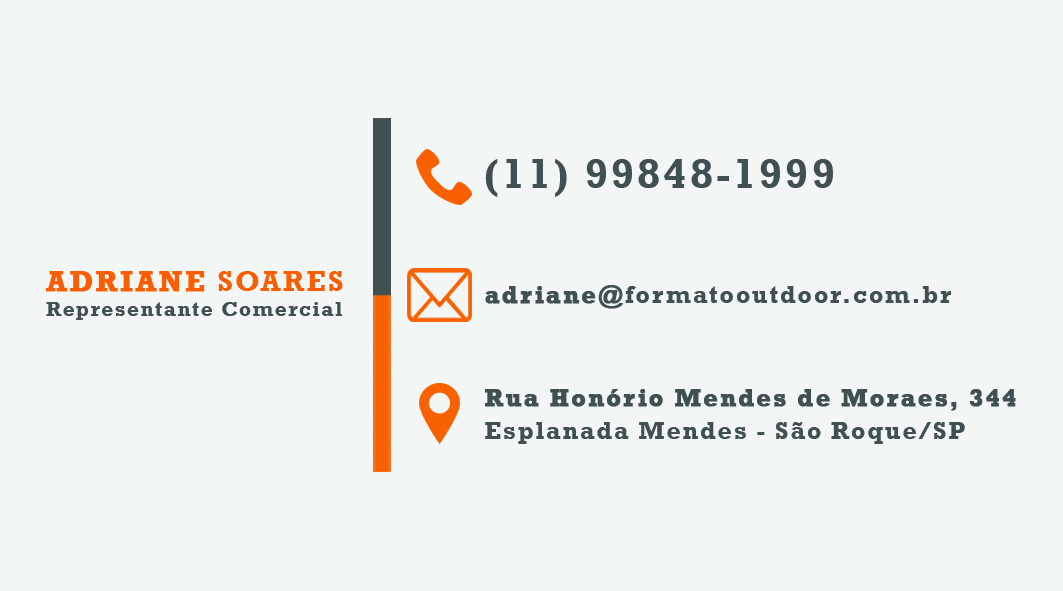 ADRIANE SOARES
Representante Comercial
(11) 99848-1999
adriane@formatooutdoor.com.br
Rua Honório Mendes de Moraes, 344
Esplanada Mendes - São Roque/SP